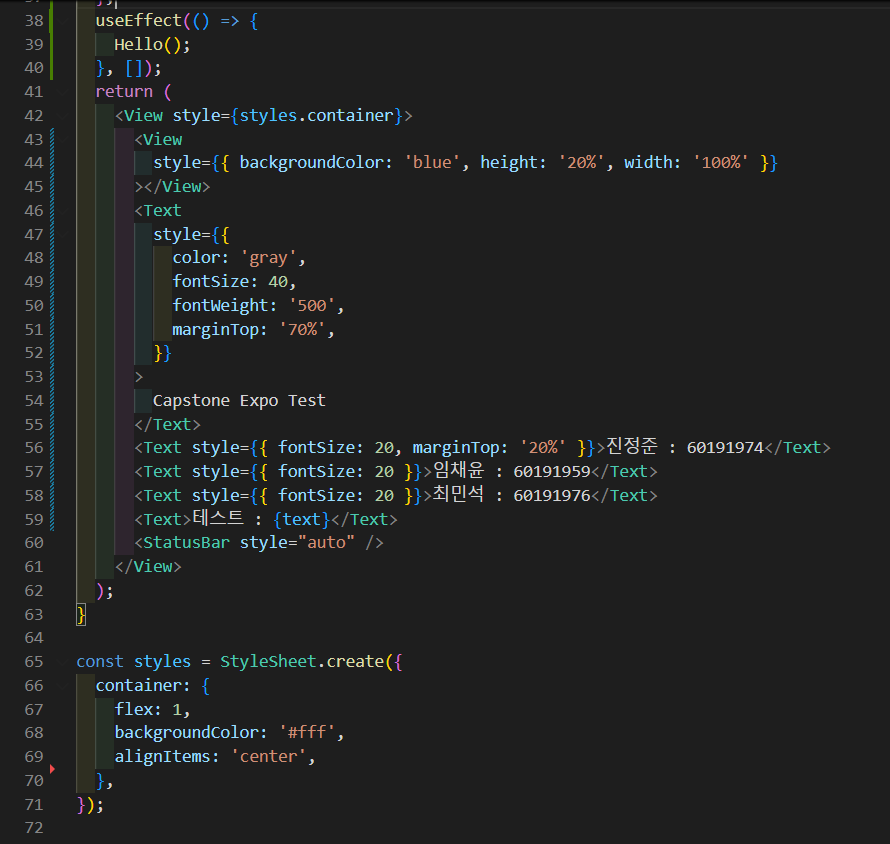 38 useEffect(() => {
39 Hello();
40 }, []);
41 return (
42 <View style={styles.container}>
43 <View
44 style={{ backgroundColor: 'blue', height: '20%', width: '100%' }}
45 ></View>
46 <Text
47 style={{
48 color: 'gray',
49 fontSize: 40,
50 fontWeight: '500',
51 marginTop: '70%',
52 }}
53 >
54 Capstone Expo Test
55 </Text>
56 <Text style={{ fontSize: 20, marginTop: '20%' }}>진정준 : 60191974</Text>
57 <Text style={{ fontSize: 20 }}>임채윤 : 60191959</Text>
58 <Text style={{ fontSize: 20 }}>최민석 : 60191976</Text>
59 <Text>테스트 : {text}</Text>
60 <StatusBar style="auto" />
61 </View>
62 );
63 }
64
65 const styles = StyleSheet.create({
66 container: {
67 flex: 1,
68 backgroundColor: '#fff',
69 alignItems: 'center',
70 },
71 });
72